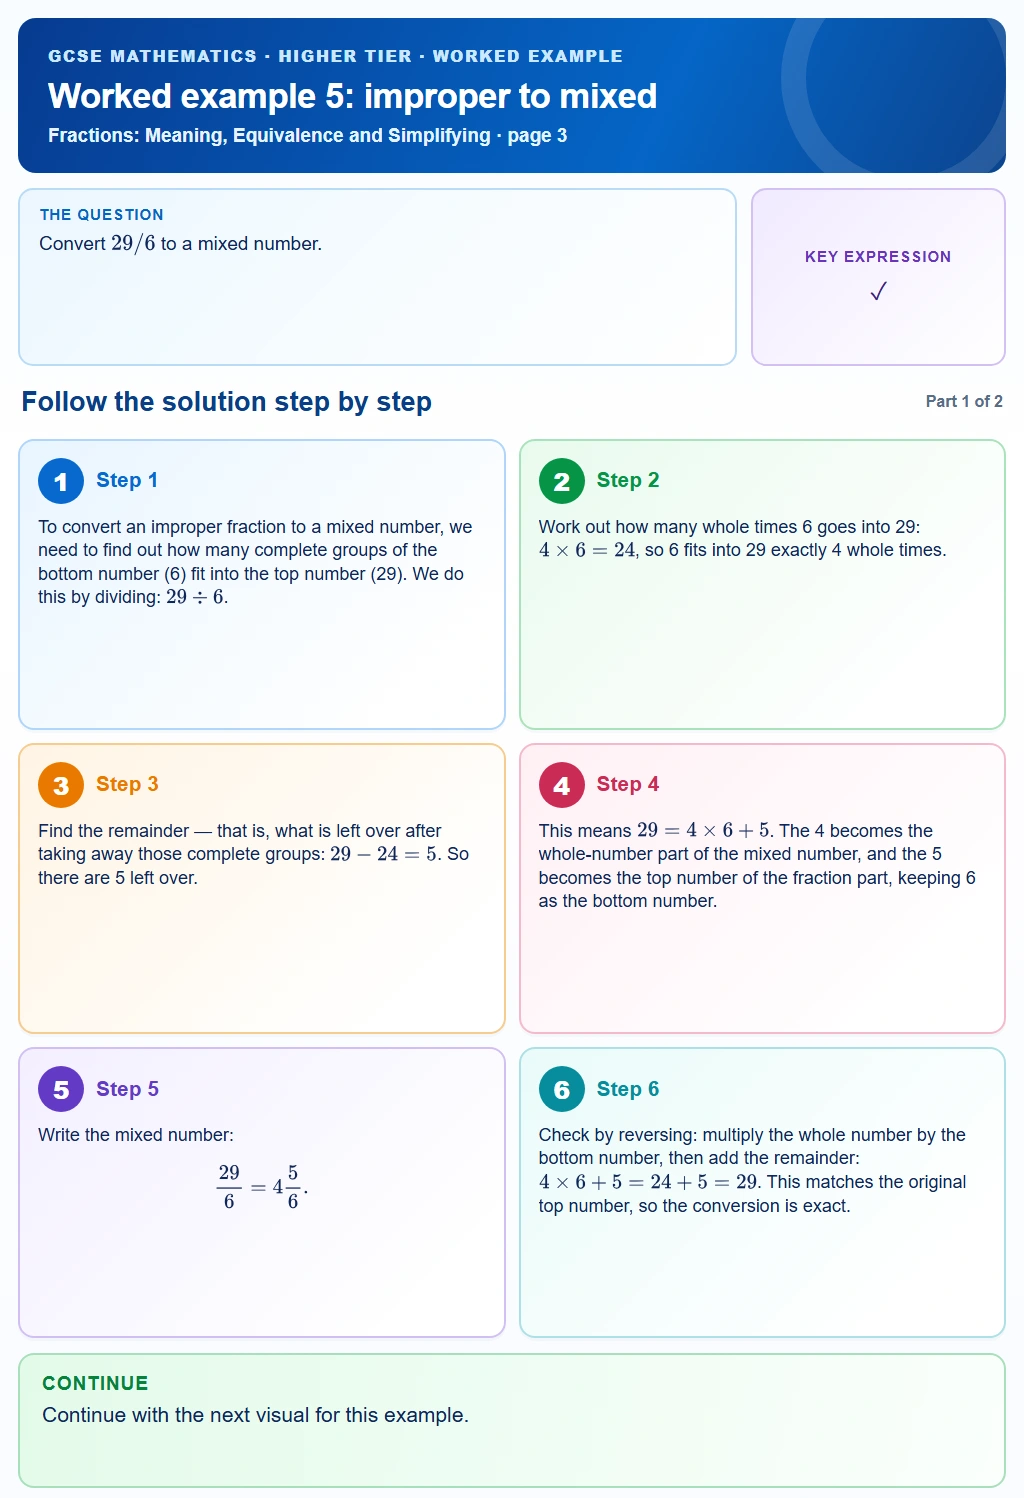 GCSE MATHEMATICS · HIGHER TIER · WORKED EXAMPLE
Worked example 5: improper to mixed
Fractions: Meaning, Equivalence and Simplifying · page 3
THE QUESTION
Convert 29/6 to a mixed number.
KEY EXPRESSION
✓
Follow the solution step by step
Part 1 of 2
1 Step 1
To convert an improper fraction to a mixed number, we
need to find out how many complete groups of the
bottom number (6) fit into the top number (29). We do
this by dividing: 29 ÷ 6.
2 Step 2
Work out how many whole times 6 goes into 29:
4 × 6 = 24, so 6 fits into 29 exactly 4 whole times.
3 Step 3
Find the remainder — that is, what is left over after
taking away those complete groups: 29 − 24 = 5. So
there are 5 left over.
4 Step 4
This means 29 = 4 × 6 + 5. The 4 becomes the
whole-number part of the mixed number, and the 5
becomes the top number of the fraction part, keeping 6
as the bottom number.
5 Step 5
Write the mixed number:
29/6 = 4 5/6.
6 Step 6
Check by reversing: multiply the whole number by the
bottom number, then add the remainder:
4 × 6 + 5 = 24 + 5 = 29. This matches the original
top number, so the conversion is exact.
CONTINUE
Continue with the next visual for this example.